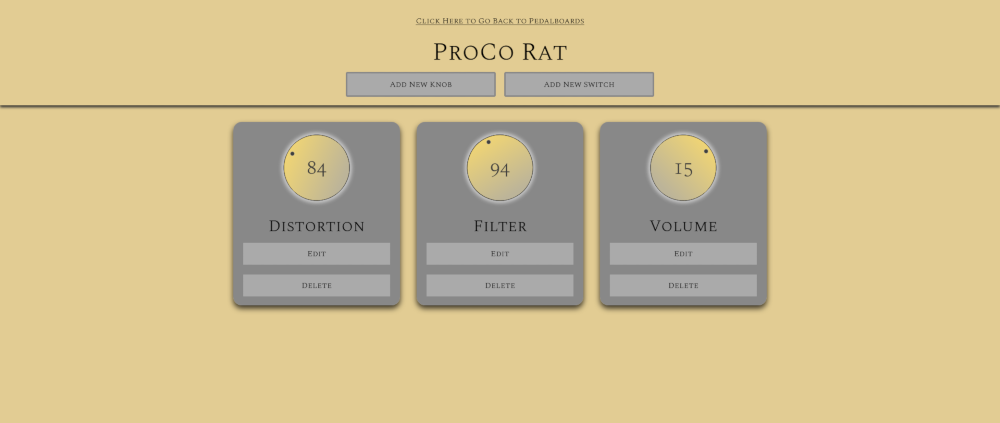 Click Here to Go Back to Pedalboards
ProCo Rat
Add New Knob
Add New Switch
84
94
15
Distortion
Filter
Volume
Edit
Edit
Edit
Delete
Delete
Delete